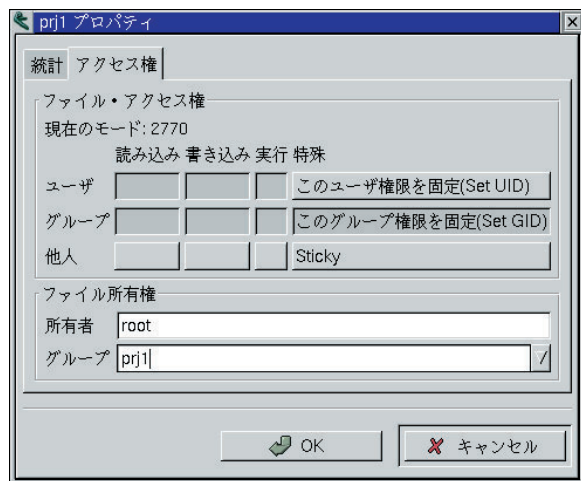 prj1 プロパティ
統計 アクセス権
ファイル・アクセス権
現在のモード: 2770
読み込み 書き込み 実行 特殊
ユーザ このユーザ権限を固定(Set UID)
グループ このグループ権限を固定(Set GID)
他人 Sticky
ファイル所有権
所有者 root
グループ prj1
OK キャンセル